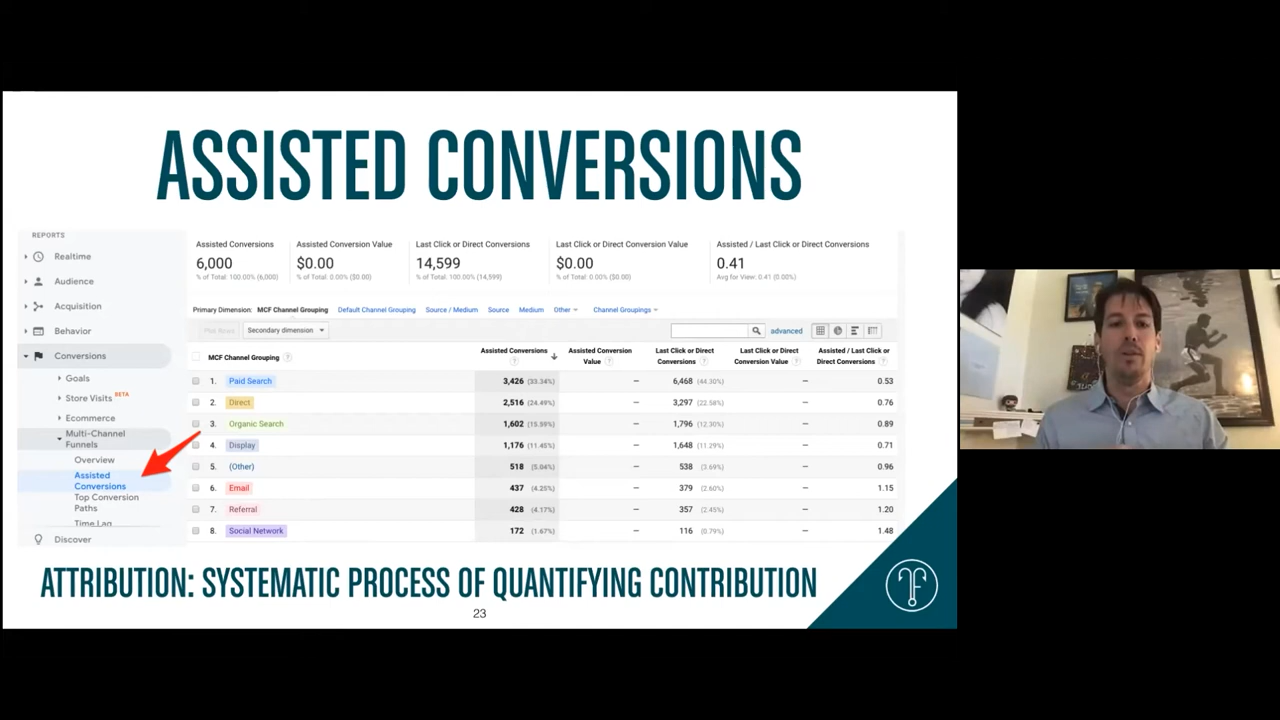 ASSISTED CONVERSIONS
REPORTS
Realtime
Audience
Acquisition
Behavior
Conversions
Goals
Store Visits BETA
Ecommerce
Multi-Channel
Funnels
Overview
Assisted
Conversions
Top Conversion
Paths
Time Lag
Discover
Assisted Conversions
6,000
% of Total: 100.00% (6,000)
Assisted Conversion Value
$0.00
% of Total: 0.00% ($0.00)
Last Click or Direct Conversions
14,599
% of Total: 100.00% (14,599)
Last Click or Direct Conversion Value
$0.00
% of Total: 0.00% ($0.00)
Assisted / Last Click or Direct Conversions
0.41
Avg for View: 0.41 (0.00%)
Primary Dimension: MCF Channel Grouping Default Channel Grouping Source / Medium Source Medium Other Channel Groupings
Plot Rows Secondary dimension advanced
MCF Channel Grouping ? Assisted Conversions ? Assisted Conversion Value ? Last Click or Direct Conversions ? Last Click or Direct Conversion Value ? Assisted / Last Click or Direct Conversions ?
1. Paid Search 3,426 (33.34%) — 6,468 (44.30%) — 0.53
2. Direct 2,516 (24.49%) — 3,297 (22.58%) — 0.76
3. Organic Search 1,602 (15.59%) — 1,796 (12.30%) — 0.89
4. Display 1,176 (11.45%) — 1,648 (11.29%) — 0.71
5. (Other) 518 (5.04%) — 538 (3.69%) — 0.96
6. Email 437 (4.25%) — 379 (2.60%) — 1.15
7. Referral 428 (4.17%) — 357 (2.45%) — 1.20
8. Social Network 172 (1.67%) — 116 (0.79%) — 1.48
ATTRIBUTION: SYSTEMATIC PROCESS OF QUANTIFYING CONTRIBUTION
23